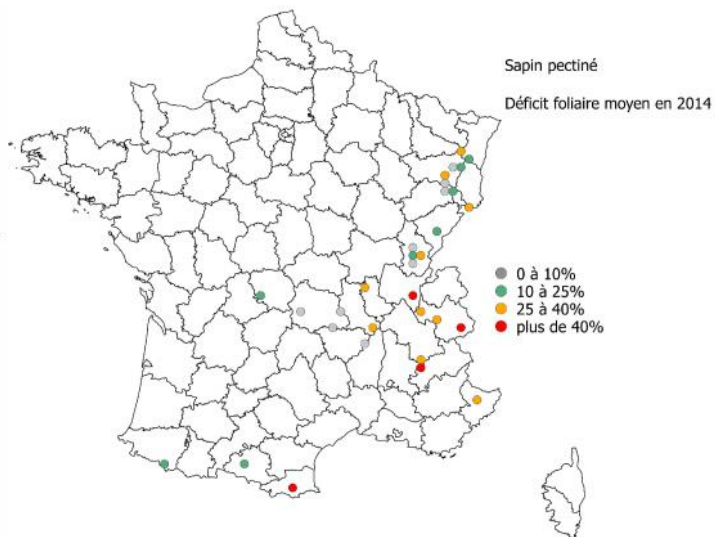 Sapin pectiné
Déficit foliaire moyen en 2014
0 à 10%
10 à 25%
25 à 40%
plus de 40%